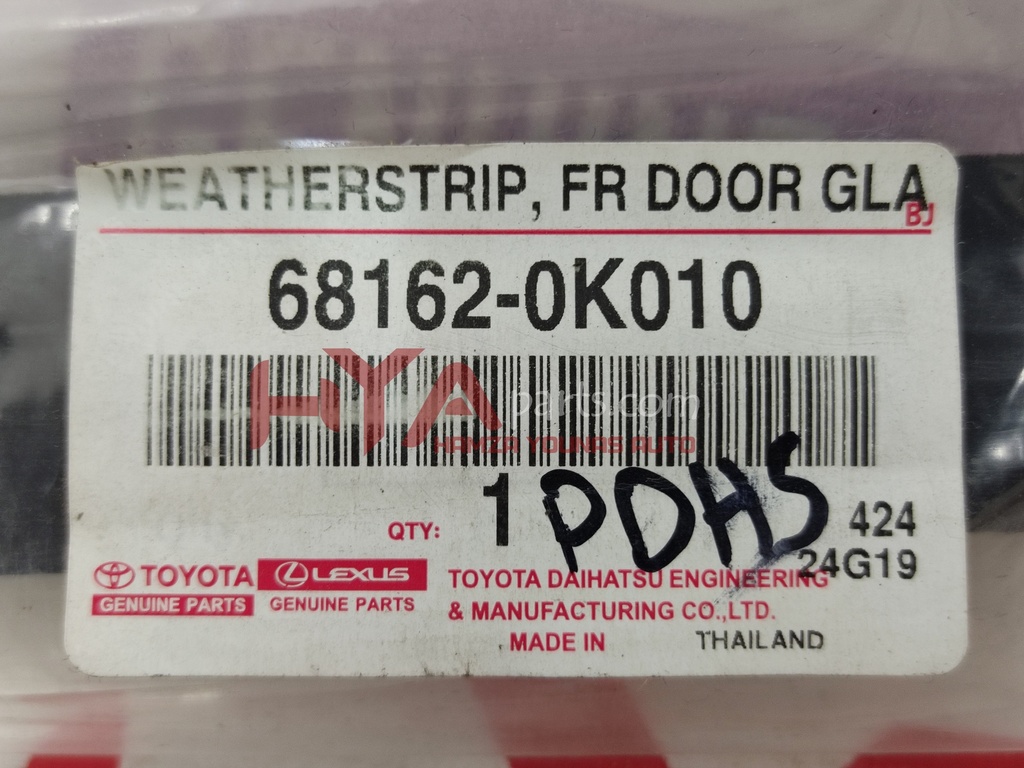 WEATHERSTRIP, FR DOOR GLA
BJ
68162-0K010
HYA parts.com
HAMZA YOUNAS AUTO
QTY: 1 PDHS 424
24G19
TOYOTA LEXUS
GENUINE PARTS GENUINE PARTS
TOYOTA DAIHATSU ENGINEERING
& MANUFACTURING CO.,LTD.
MADE IN THAILAND